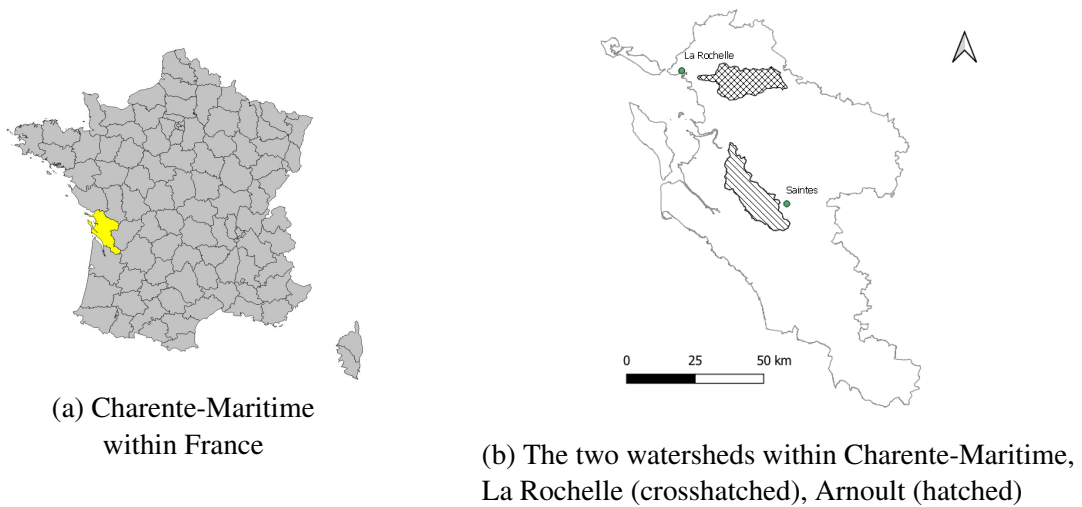 La Rochelle
Saintes
0 25 50 km
(a) Charente-Maritime
within France
(b) The two watersheds within Charente-Maritime,
La Rochelle (crosshatched), Arnoult (hatched)